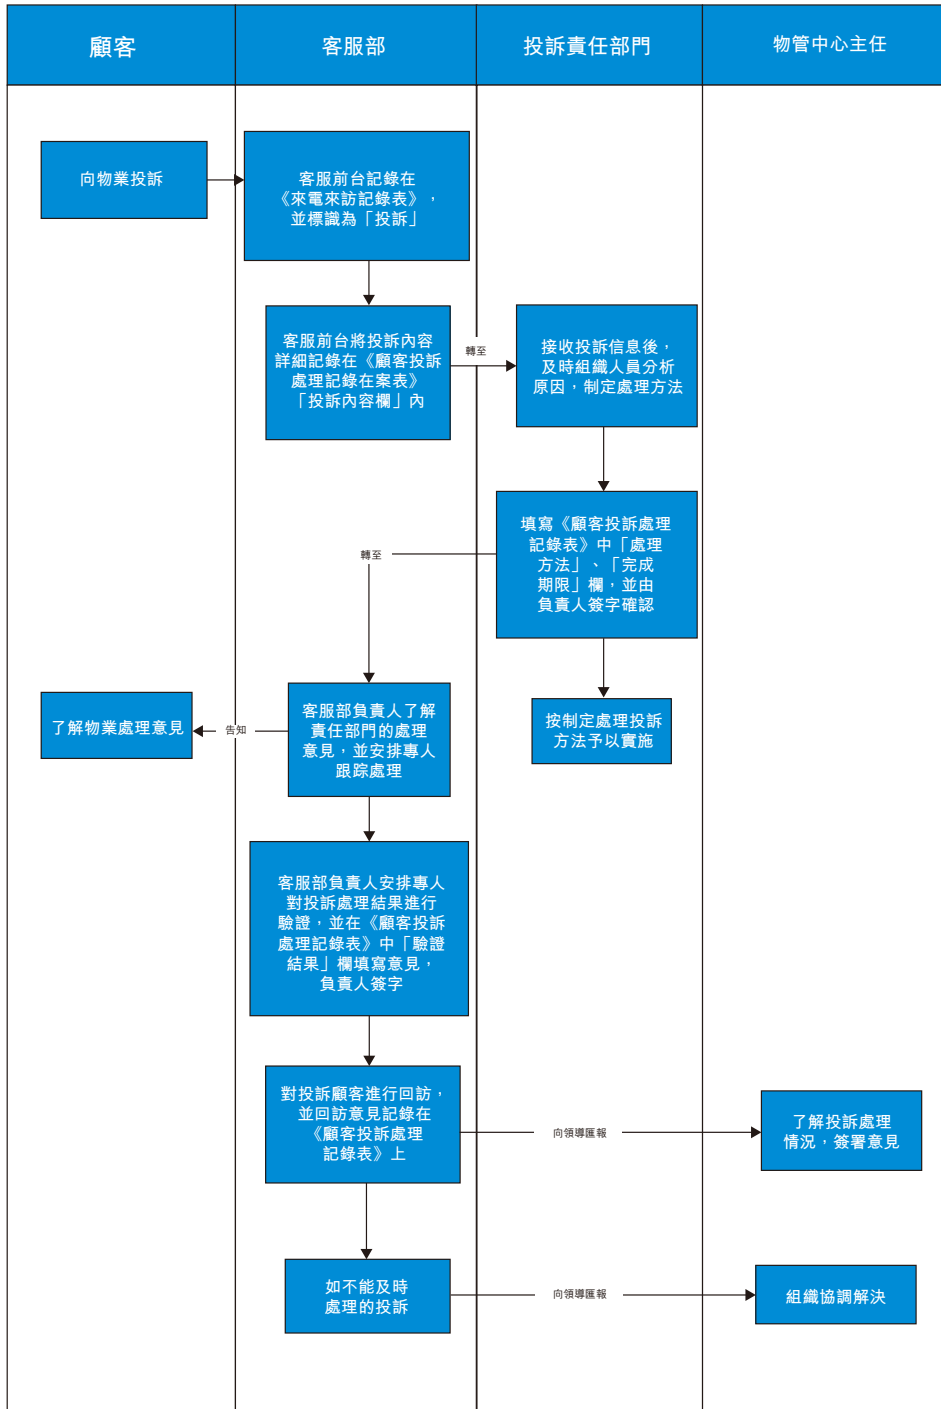 顧客
客服部
投訴責任部門
物管中心主任
向物業投訴
客服前台記錄在
《來電來訪記錄表》，
並標識為「投訴」
客服前台將投訴內容
詳細記錄在《顧客投訴
處理記錄在案表》
「投訴內容欄」內
轉至
接收投訴信息後，
及時組織人員分析
原因，制定處理方法
填寫《顧客投訴處理
記錄表》中「處理
方法」、「完成
期限」欄，並由
負責人簽字確認
轉至
按制定處理投訴
方法予以實施
客服部負責人了解
責任部門的處理
意見，並安排專人
跟踪處理
告知
了解物業處理意見
客服部負責人安排專人
對投訴處理結果進行
驗證，並在《顧客投訴
處理記錄表》中「驗證
結果」欄填寫意見，
負責人簽字
對投訴顧客進行回訪，
並回訪意見記錄在
《顧客投訴處理
記錄表》上
向領導匯報
了解投訴處理
情況，簽署意見
如不能及時
處理的投訴
向領導匯報
組織協調解決